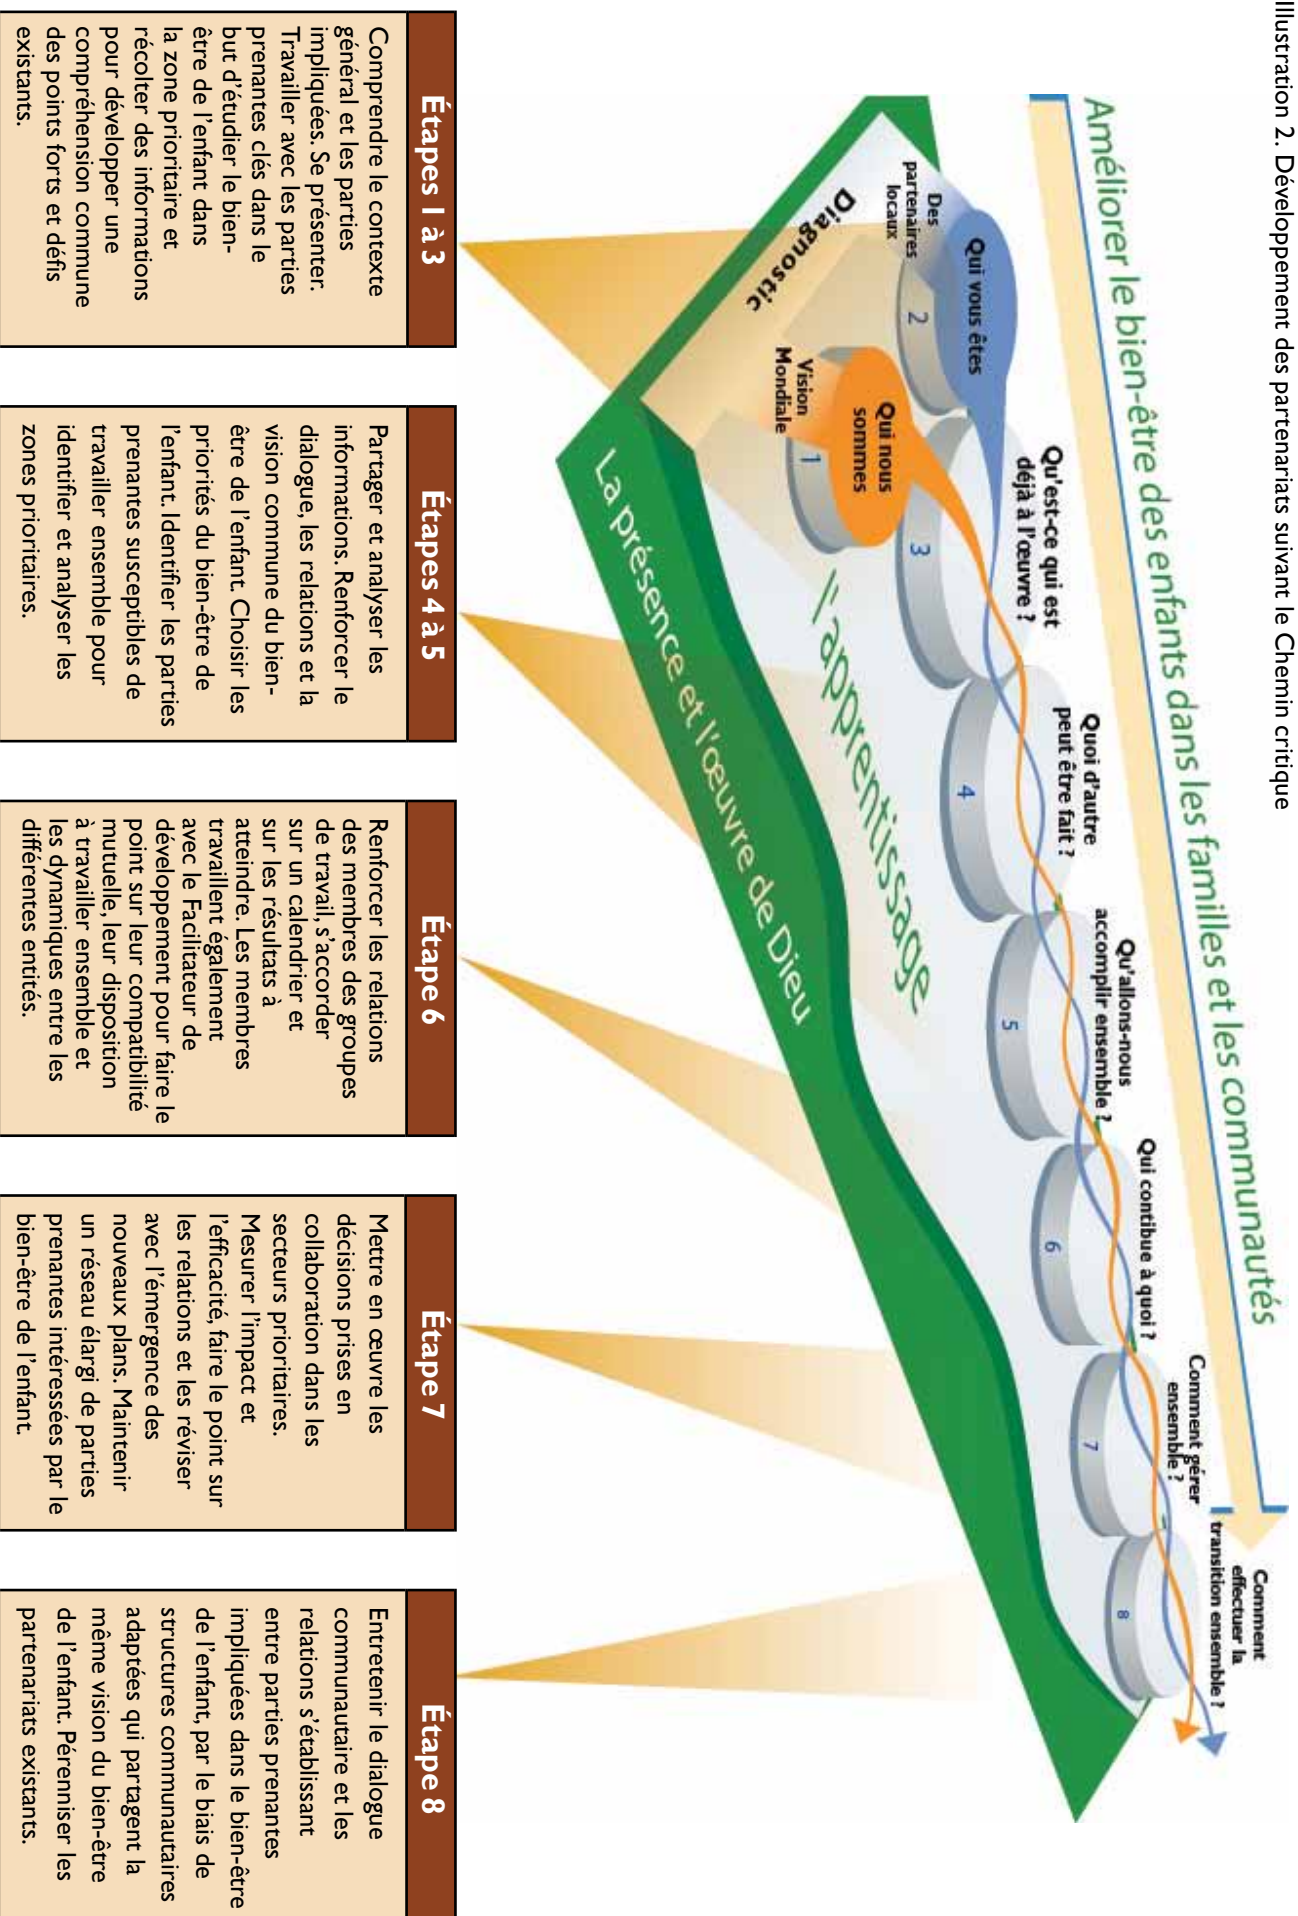 Illustration 2. Développement des partenariats suivant le Chemin critique
Améliorer le bien-être des enfants dans les familles et les communautés
Qui vous êtes
Des
partenaires
locaux
Diagnostic
Qui nous
sommes
Vision
Mondiale
1
2
3
4
5
6
7
8
Qu'est-ce qui est
déjà à l'œuvre ?
Quoi d'autre
peut être fait ?
Qu'allons-nous
accomplir ensemble ?
Qui contibue à quoi ?
Comment gérer
ensemble ?
Comment
effectuer la
transition ensemble ?
l'apprentissage
La présence et l'œuvre de Dieu
Étapes 1 à 3
Comprendre le contexte
général et les parties
impliquées. Se présenter.
Travailler avec les parties
prenantes clés dans le
but d'étudier le bien-
être de l'enfant dans
la zone prioritaire et
récolter des informations
pour développer une
compréhension commune
des points forts et défis
existants.
Étapes 4 à 5
Partager et analyser les
informations. Renforcer le
dialogue, les relations et la
vision commune du bien-
être de l'enfant. Choisir les
priorités du bien-être de
l'enfant. Identifier les parties
prenantes susceptibles de
travailler ensemble pour
identifier et analyser les
zones prioritaires.
Étape 6
Renforcer les relations
des membres des groupes
de travail, s'accorder
sur un calendrier et
sur les résultats à
atteindre. Les membres
travaillent également
avec le Facilitateur de
développement pour faire le
point sur leur compatibilité
mutuelle, leur disposition
à travailler ensemble et
les dynamiques entre les
différentes entités.
Étape 7
Mettre en œuvre les
décisions prises en
collaboration dans les
secteurs prioritaires.
Mesurer l'impact et
l'efficacité, faire le point sur
les relations et les réviser
avec l'émergence des
nouveaux plans. Maintenir
un réseau élargi de parties
prenantes intéressées par le
bien-être de l'enfant.
Étape 8
Entretenir le dialogue
communautaire et les
relations s'établissant
entre parties prenantes
impliquées dans le bien-être
de l'enfant, par le biais de
structures communautaires
adaptées qui partagent la
même vision du bien-être
de l'enfant. Pérenniser les
partenariats existants.